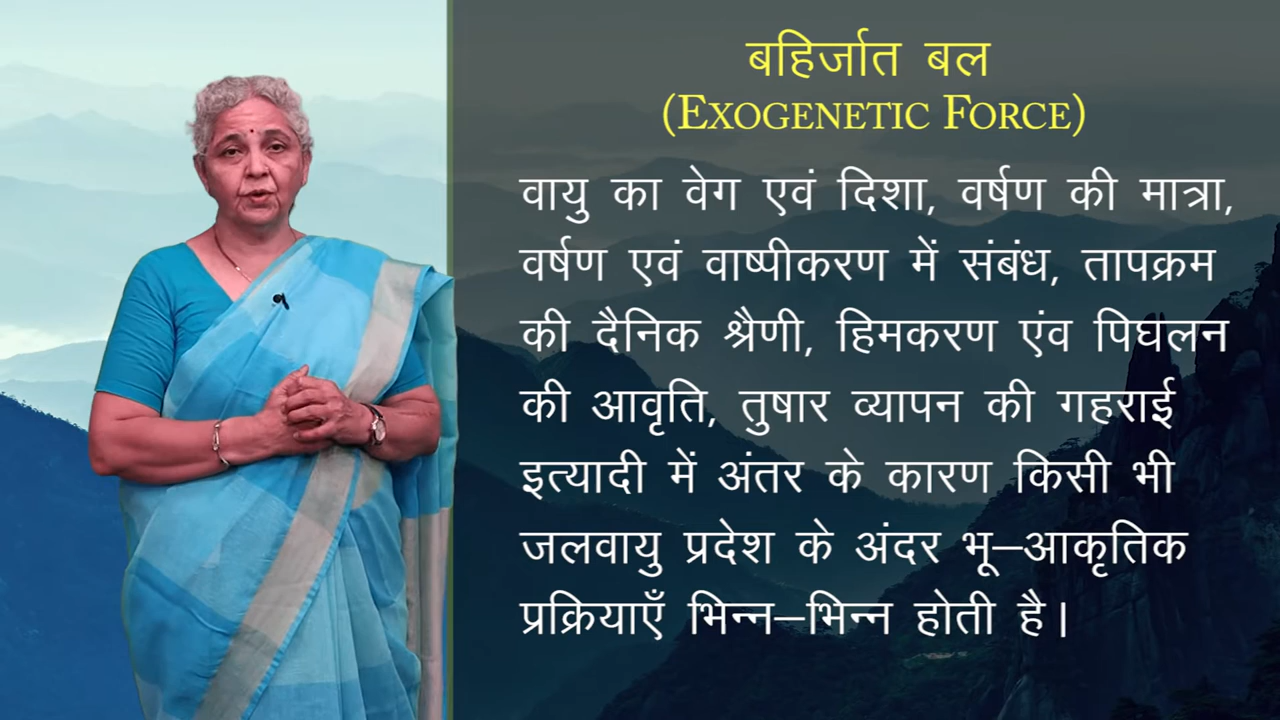 बहिर्जात बल
(EXOGENETIC FORCE)
वायु का वेग एवं दिशा, वर्षण की मात्रा,
वर्षण एवं वाष्पीकरण में संबंध, तापक्रम
की दैनिक श्रैणी, हिमकरण एंव पिघलन
की आवृति, तुषार व्यापन की गहराई
इत्यादी में अंतर के कारण किसी भी
जलवायु प्रदेश के अंदर भू–आकृतिक
प्रक्रियाएँ भिन्न–भिन्न होती है।